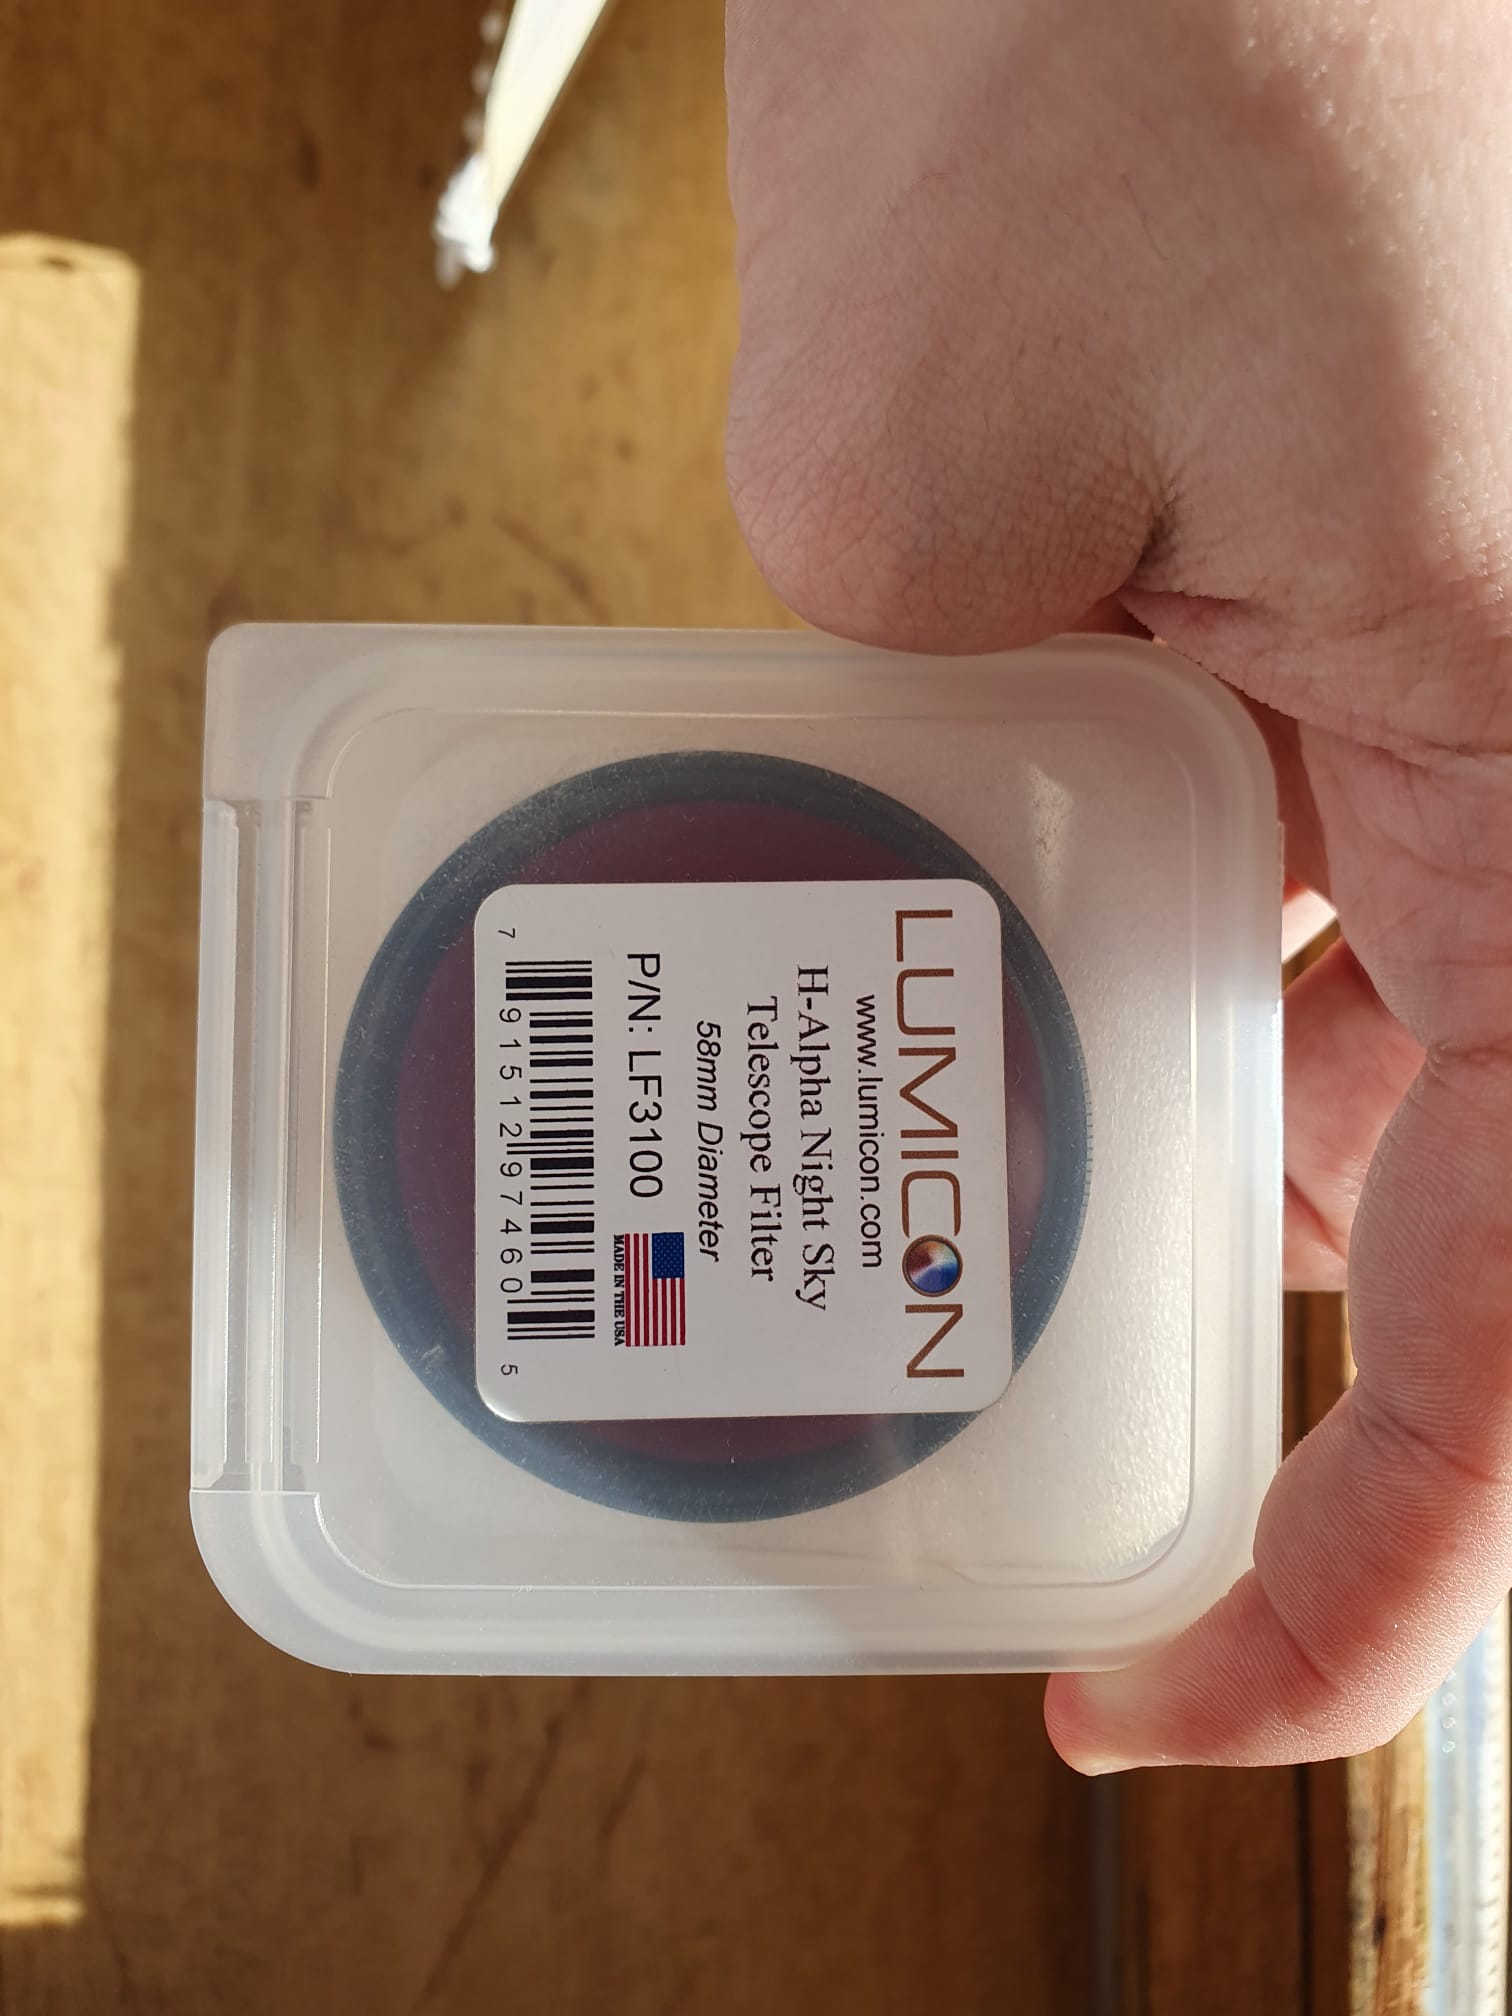 LUMICON
www.lumicon.com
H-Alpha Night Sky
Telescope Filter
58mm Diameter
P/N: LF3100
MADE IN THE USA
7 91512 97460 5